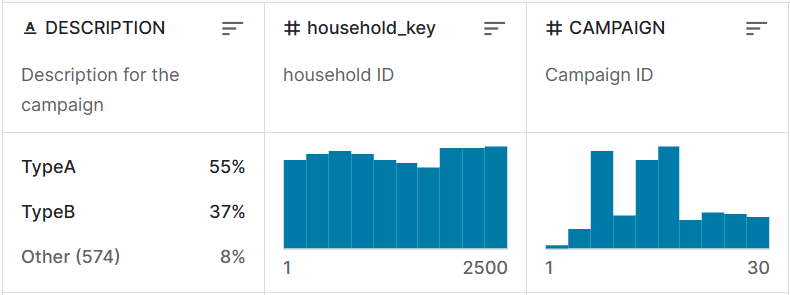 DESCRIPTION
Description for the
campaign
TypeA 55%
TypeB 37%
Other (574) 8%
# household_key
household ID
1 2500
# CAMPAIGN
Campaign ID
1 30